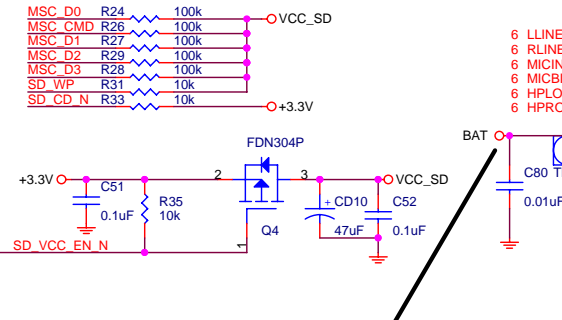 MSC_D0 R24 100k
MSC_CMD R26 100k VCC_SD
MSC_D1 R27 100k
MSC_D2 R29 100k
MSC_D3 R28 100k
SD_WP R31 10k
SD_CD_N R33 10k +3.3V
6 LLINE
6 RLINE
6 MICIN
6 MICB
6 HPLO
6 HPRO
BAT
FDN304P
+3.3V 2 3 VCC_SD
C51 0.1uF
R35 10k
Q4
1
+ CD10 47uF
C52 0.1uF
C80
0.01uF
SD_VCC_EN_N